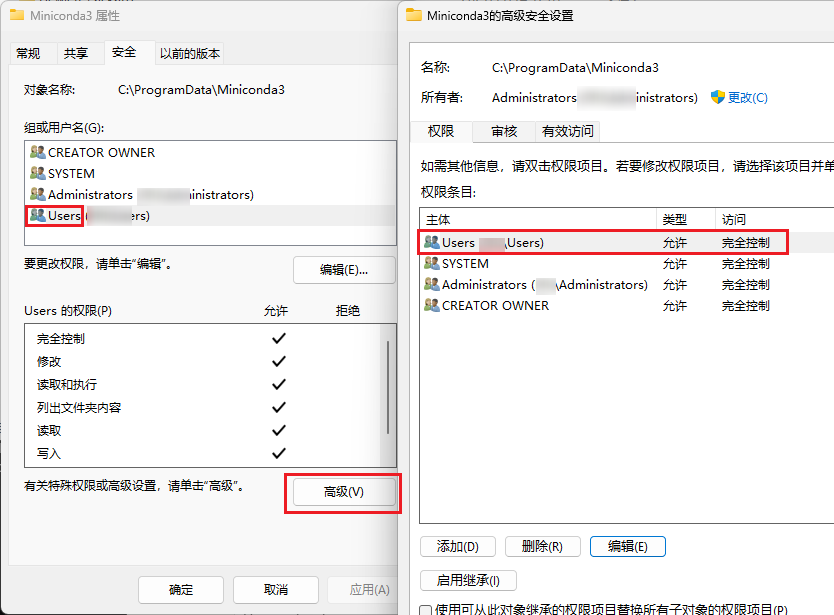 Miniconda3 属性
常规 共享 安全 以前的版本
对象名称: C:\ProgramData\Miniconda3
组或用户名(G):
CREATOR OWNER
SYSTEM
Administrators inistrators)
Users ers)
要更改权限，请单击“编辑”。
编辑(E)...
Users 的权限(P) 允许 拒绝
完全控制
修改
读取和执行
列出文件夹内容
读取
写入
有关特殊权限或高级设置，请单击“高级”。
高级(V)
确定 取消 应用(A)
Miniconda3的高级安全设置
名称: C:\ProgramData\Miniconda3
所有者: Administrators inistrators) 更改(C)
权限 审核 有效访问
如需其他信息，请双击权限项目。若要修改权限项目，请选择该项目并单
权限条目:
主体 类型 访问
Users \Users) 允许 完全控制
SYSTEM 允许 完全控制
Administrators ( \Administrators) 允许 完全控制
CREATOR OWNER 允许 完全控制
添加(D) 删除(R) 编辑(E)
启用继承(I)
使用可从此对象继承的权限项目替换所有子对象的权限项目(P)